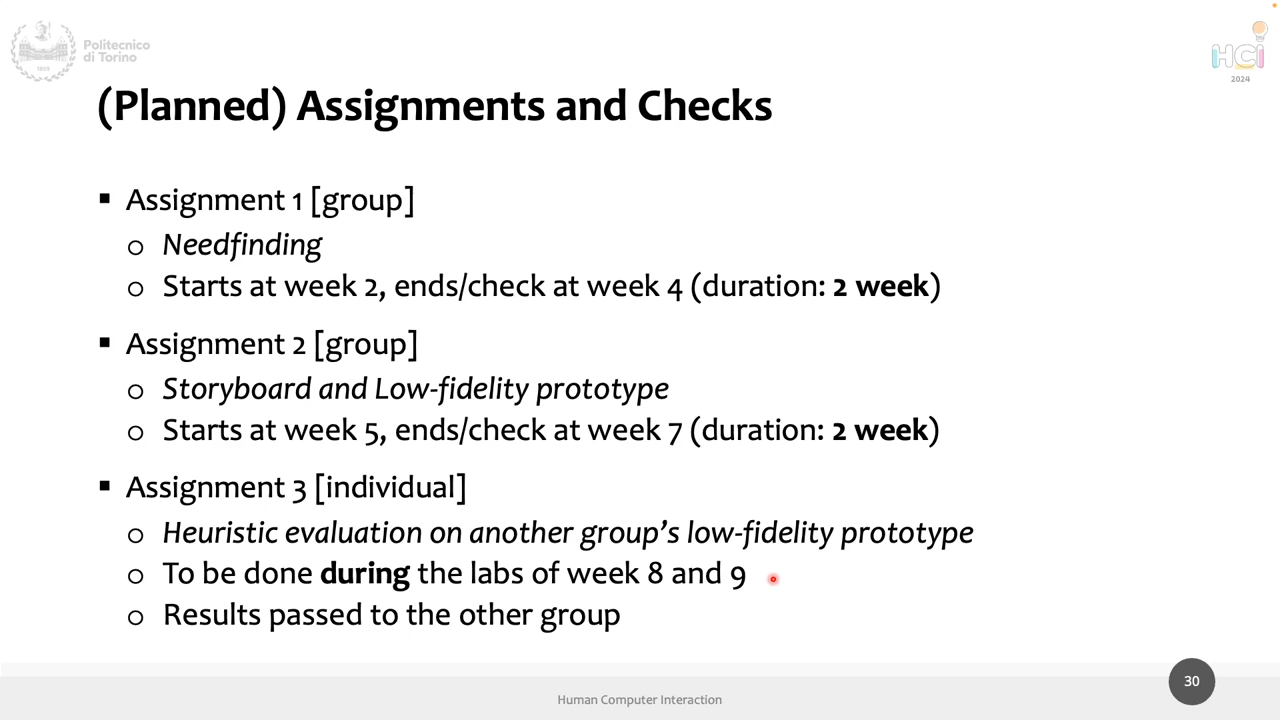 Politecnico
di Torino
1859
HCI
2024
(Planned) Assignments and Checks
▪ Assignment 1 [group]
o Needfinding
o Starts at week 2, ends/check at week 4 (duration: 2 week)
▪ Assignment 2 [group]
o Storyboard and Low-fidelity prototype
o Starts at week 5, ends/check at week 7 (duration: 2 week)
▪ Assignment 3 [individual]
o Heuristic evaluation on another group’s low-fidelity prototype
o To be done during the labs of week 8 and 9
o Results passed to the other group
30
Human Computer Interaction